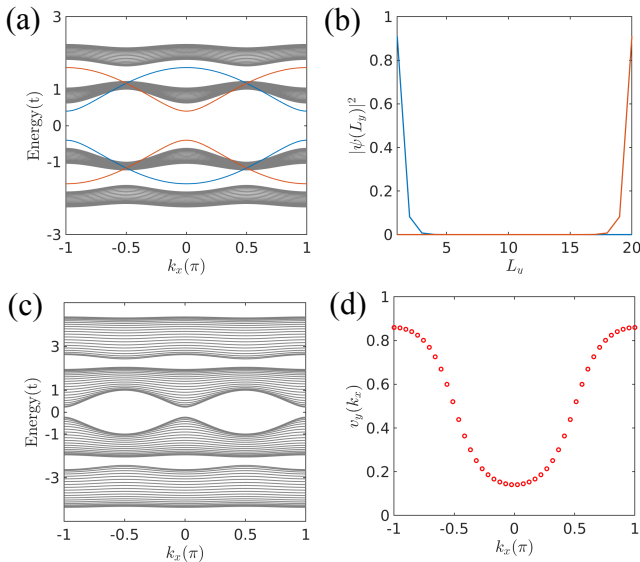 (a)
3
1
0
-1
-3
Energy(t)
-1 -0.5 0 0.5 1
k_x(π)
(b)
1
0.8
0.6
0.4
0.2
0
|ψ(L_y)|²
5 10 15 20
L_y
(c)
3
1
0
-1
-3
Energy(t)
-1 -0.5 0 0.5 1
k_x(π)
(d)
1
0.8
0.6
0.4
0.2
0
v_y(k_x)
-1 -0.5 0 0.5 1
k_x(π)